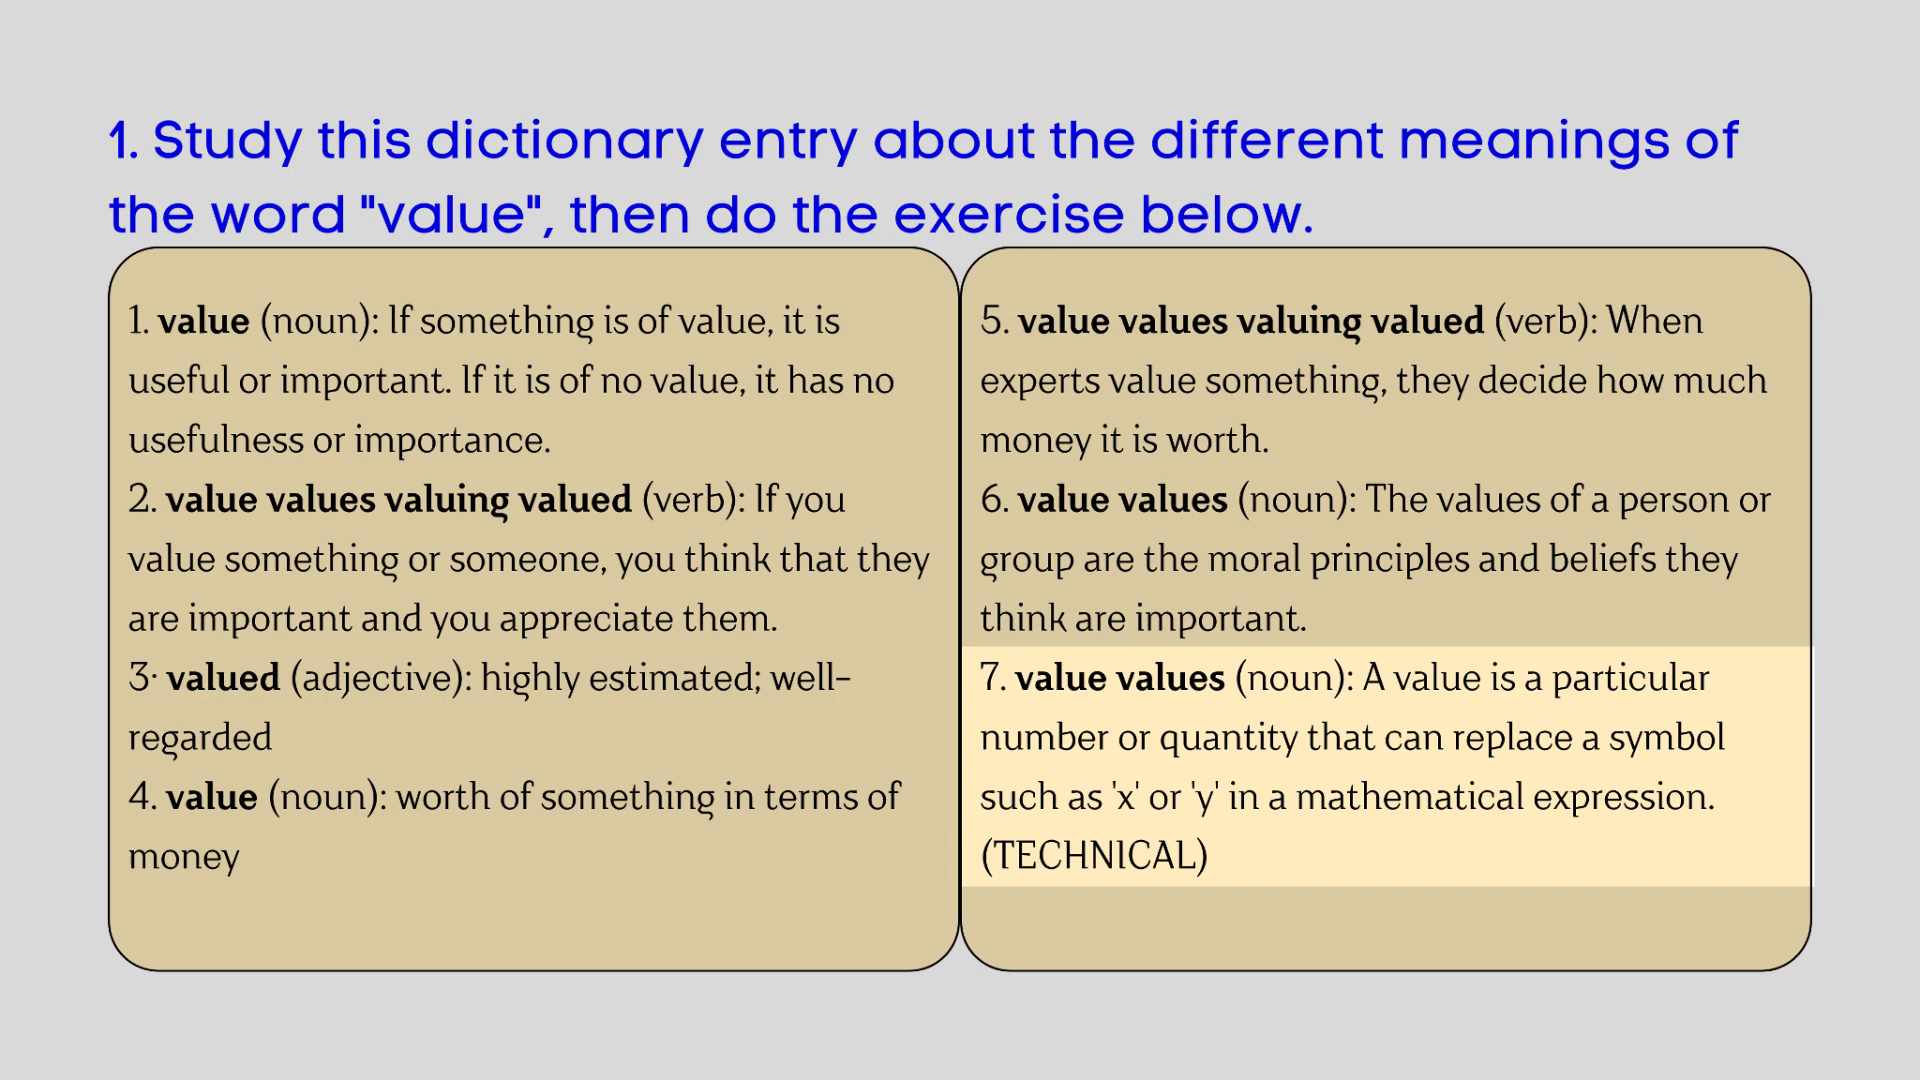 1. Study this dictionary entry about the different meanings of
the word "value", then do the exercise below.
1. value (noun): If something is of value, it is
useful or important. If it is of no value, it has no
usefulness or importance.
2. value values valuing valued (verb): If you
value something or someone, you think that they
are important and you appreciate them.
3· valued (adjective): highly estimated; well-
regarded
4. value (noun): worth of something in terms of
money
5. value values valuing valued (verb): When
experts value something, they decide how much
money it is worth.
6. value values (noun): The values of a person or
group are the moral principles and beliefs they
think are important.
7. value values (noun): A value is a particular
number or quantity that can replace a symbol
such as 'x' or 'y' in a mathematical expression.
(TECHNICAL)